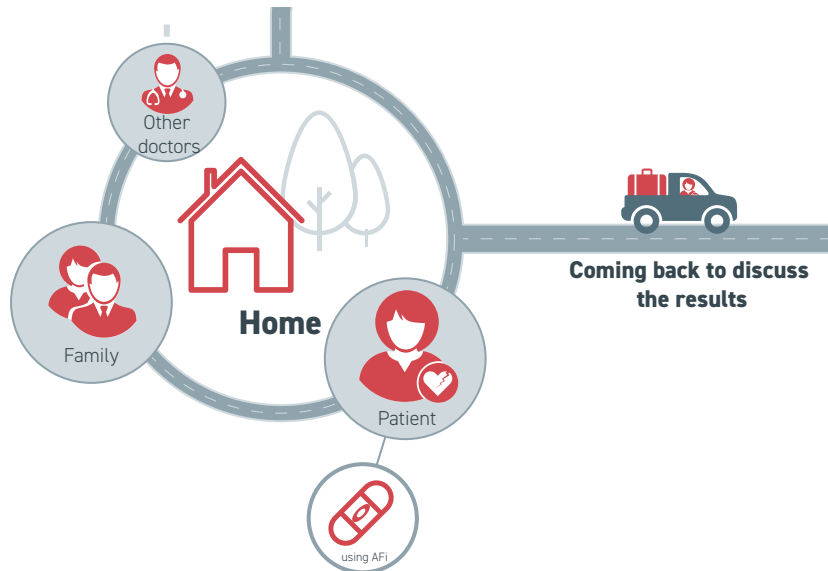 Other
doctors
Home
Family
Patient
using AFi
Coming back to discuss
the results